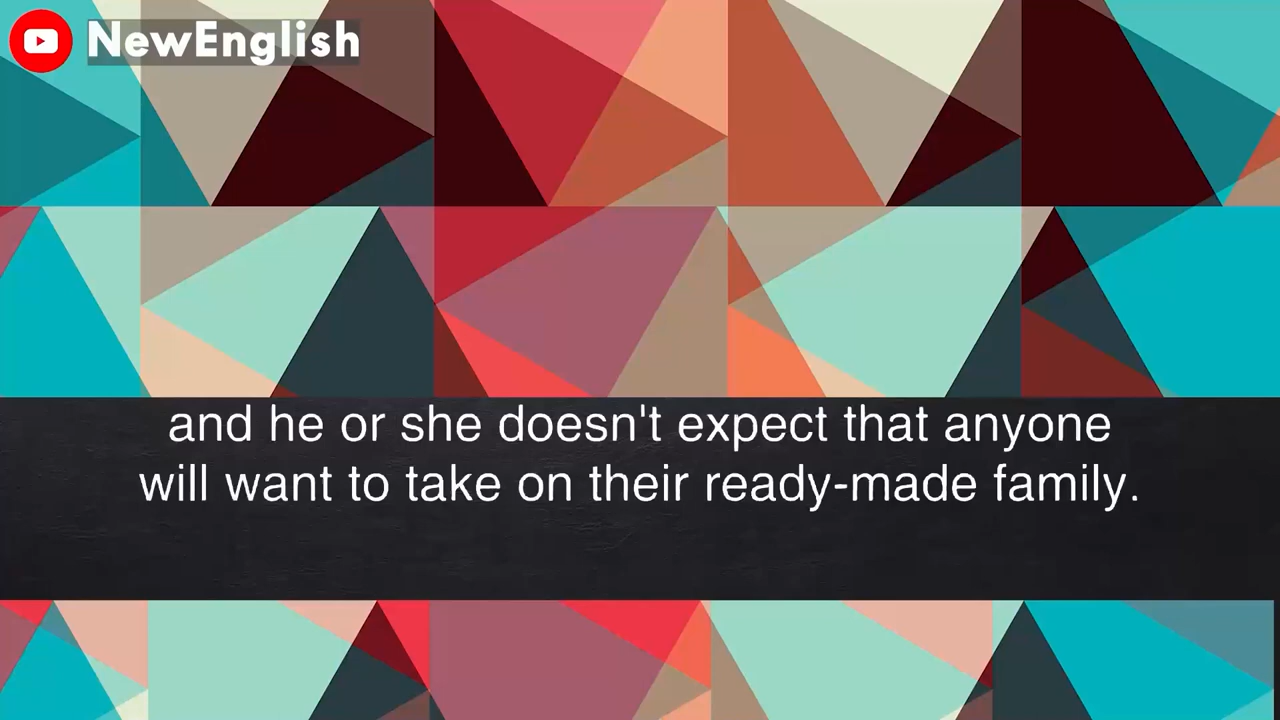 NewEnglish
and he or she doesn't expect that anyone
will want to take on their ready-made family.